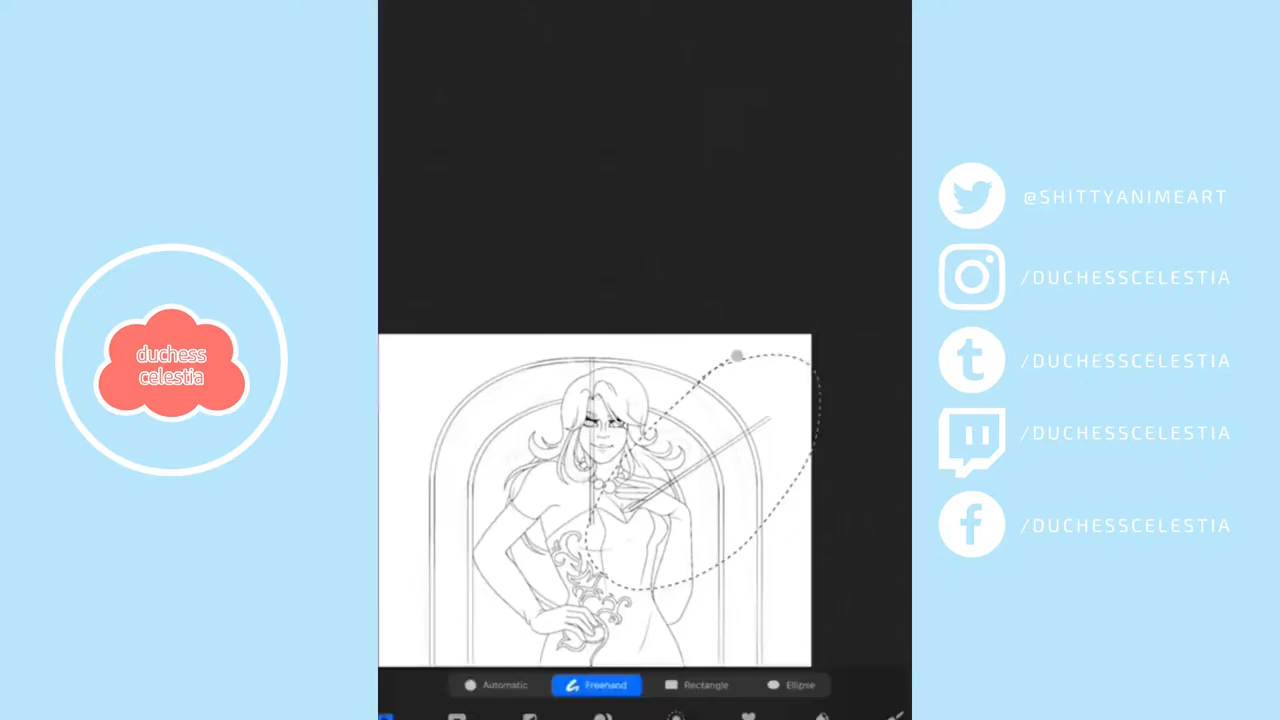 duchess
celestia
@SHITTYANIMEART
/DUCHESSCELESTIA
/DUCHESSCELESTIA
/DUCHESSCELESTIA
/DUCHESSCELESTIA
Automatic
Freehand
Rectangle
Ellipse